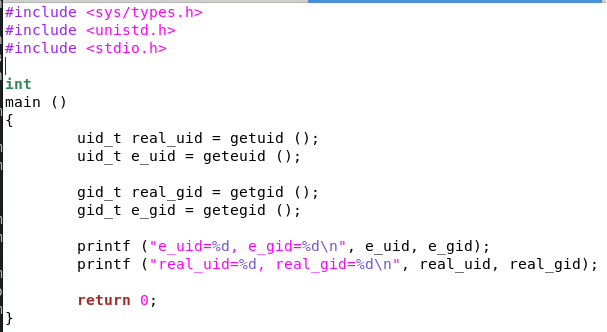 #include <sys/types.h>
#include <unistd.h>
#include <stdio.h>

int
main ()
{
        uid_t real_uid = getuid ();
        uid_t e_uid = geteuid ();

        gid_t real_gid = getgid ();
        gid_t e_gid = getegid ();

        printf ("e_uid=%d, e_gid=%d\n", e_uid, e_gid);
        printf ("real_uid=%d, real_gid=%d\n", real_uid, real_gid);

        return 0;
}